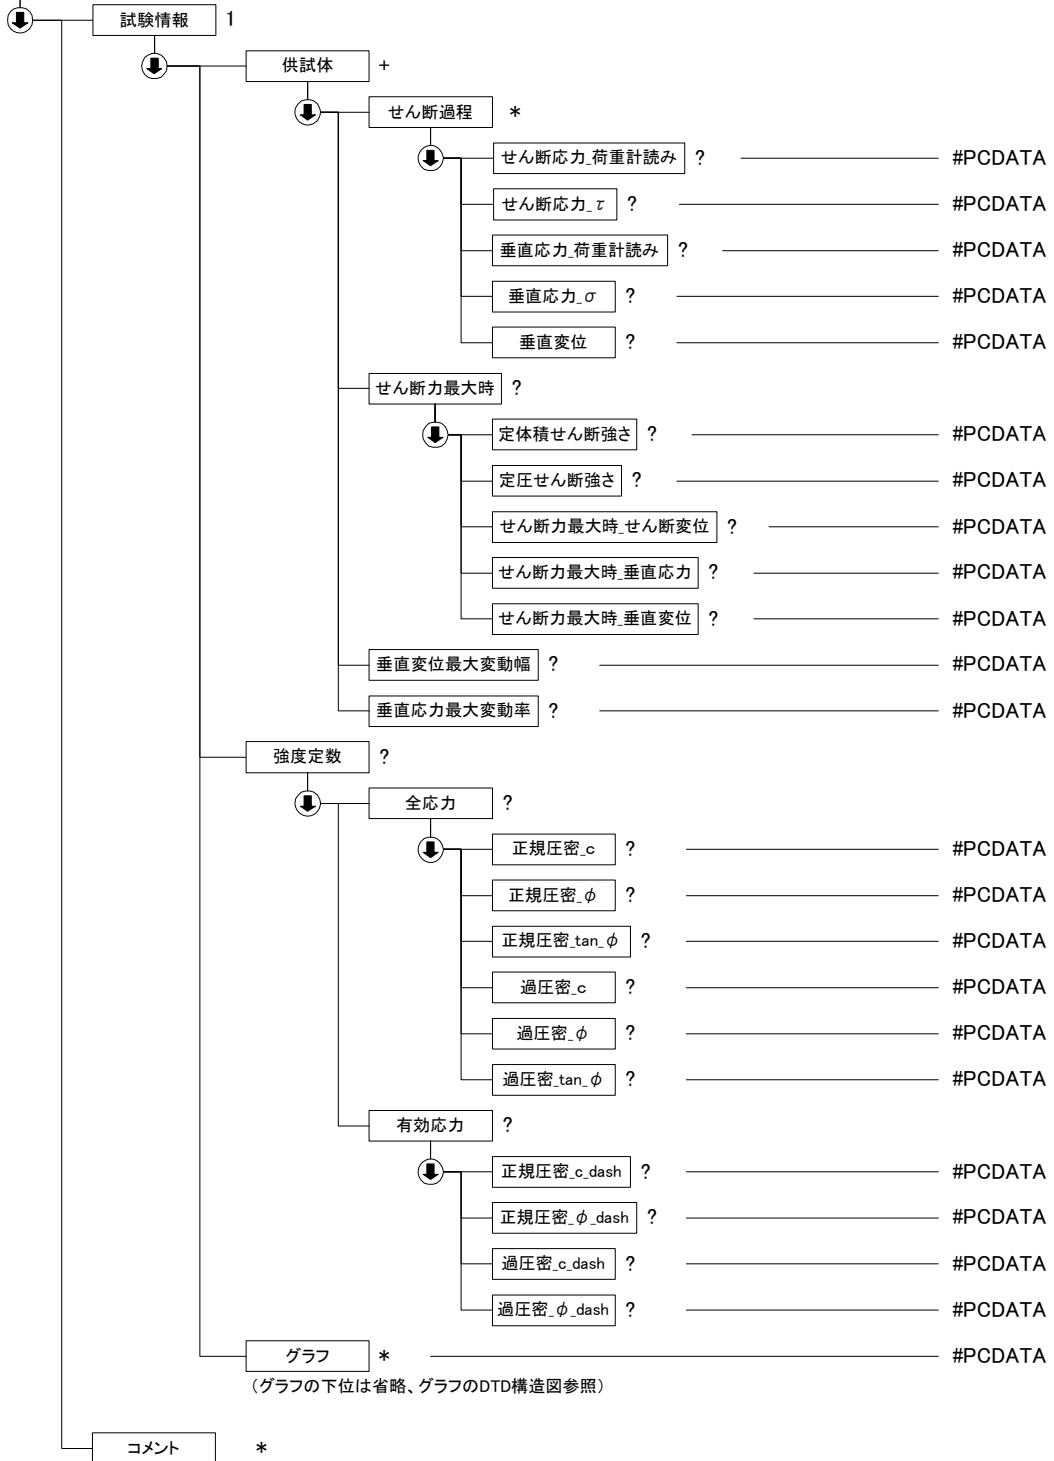 試験情報 1
供試体 +
せん断過程 *
せん断応力_荷重計読み ? #PCDATA
せん断応力_τ ? #PCDATA
垂直応力_荷重計読み ? #PCDATA
垂直応力_σ ? #PCDATA
垂直変位 ? #PCDATA
せん断力最大時 ?
定体積せん断強さ ? #PCDATA
定圧せん断強さ ? #PCDATA
せん断力最大時_せん断変位 ? #PCDATA
せん断力最大時_垂直応力 ? #PCDATA
せん断力最大時_垂直変位 ? #PCDATA
垂直変位最大変動幅 ? #PCDATA
垂直応力最大変動率 ? #PCDATA
強度定数 ?
全応力 ?
正規圧密_c ? #PCDATA
正規圧密_φ ? #PCDATA
正規圧密_tan_φ ? #PCDATA
過圧密_c ? #PCDATA
過圧密_φ ? #PCDATA
過圧密_tan_φ ? #PCDATA
有効応力 ?
正規圧密_c_dash ? #PCDATA
正規圧密_φ_dash ? #PCDATA
過圧密_c_dash ? #PCDATA
過圧密_φ_dash ? #PCDATA
グラフ * #PCDATA
（グラフの下位は省略、グラフのDTD構造図参照）
コメント *